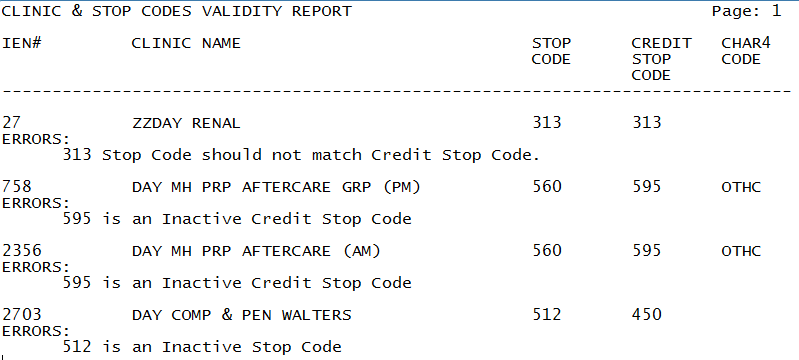 CLINIC & STOP CODES VALIDITY REPORT Page: 1
IEN# CLINIC NAME STOP CREDIT CHAR4
CODE STOP CODE
CODE
--------------------------------------------------------------------------------
27 ZZDAY RENAL 313 313
ERRORS:
313 Stop Code should not match Credit Stop Code.
758 DAY MH PRP AFTERCARE GRP (PM) 560 595 OTHC
ERRORS:
595 is an Inactive Credit Stop Code
2356 DAY MH PRP AFTERCARE (AM) 560 595 OTHC
ERRORS:
595 is an Inactive Credit Stop Code
2703 DAY COMP & PEN WALTERS 512 450
ERRORS:
512 is an Inactive Stop Code